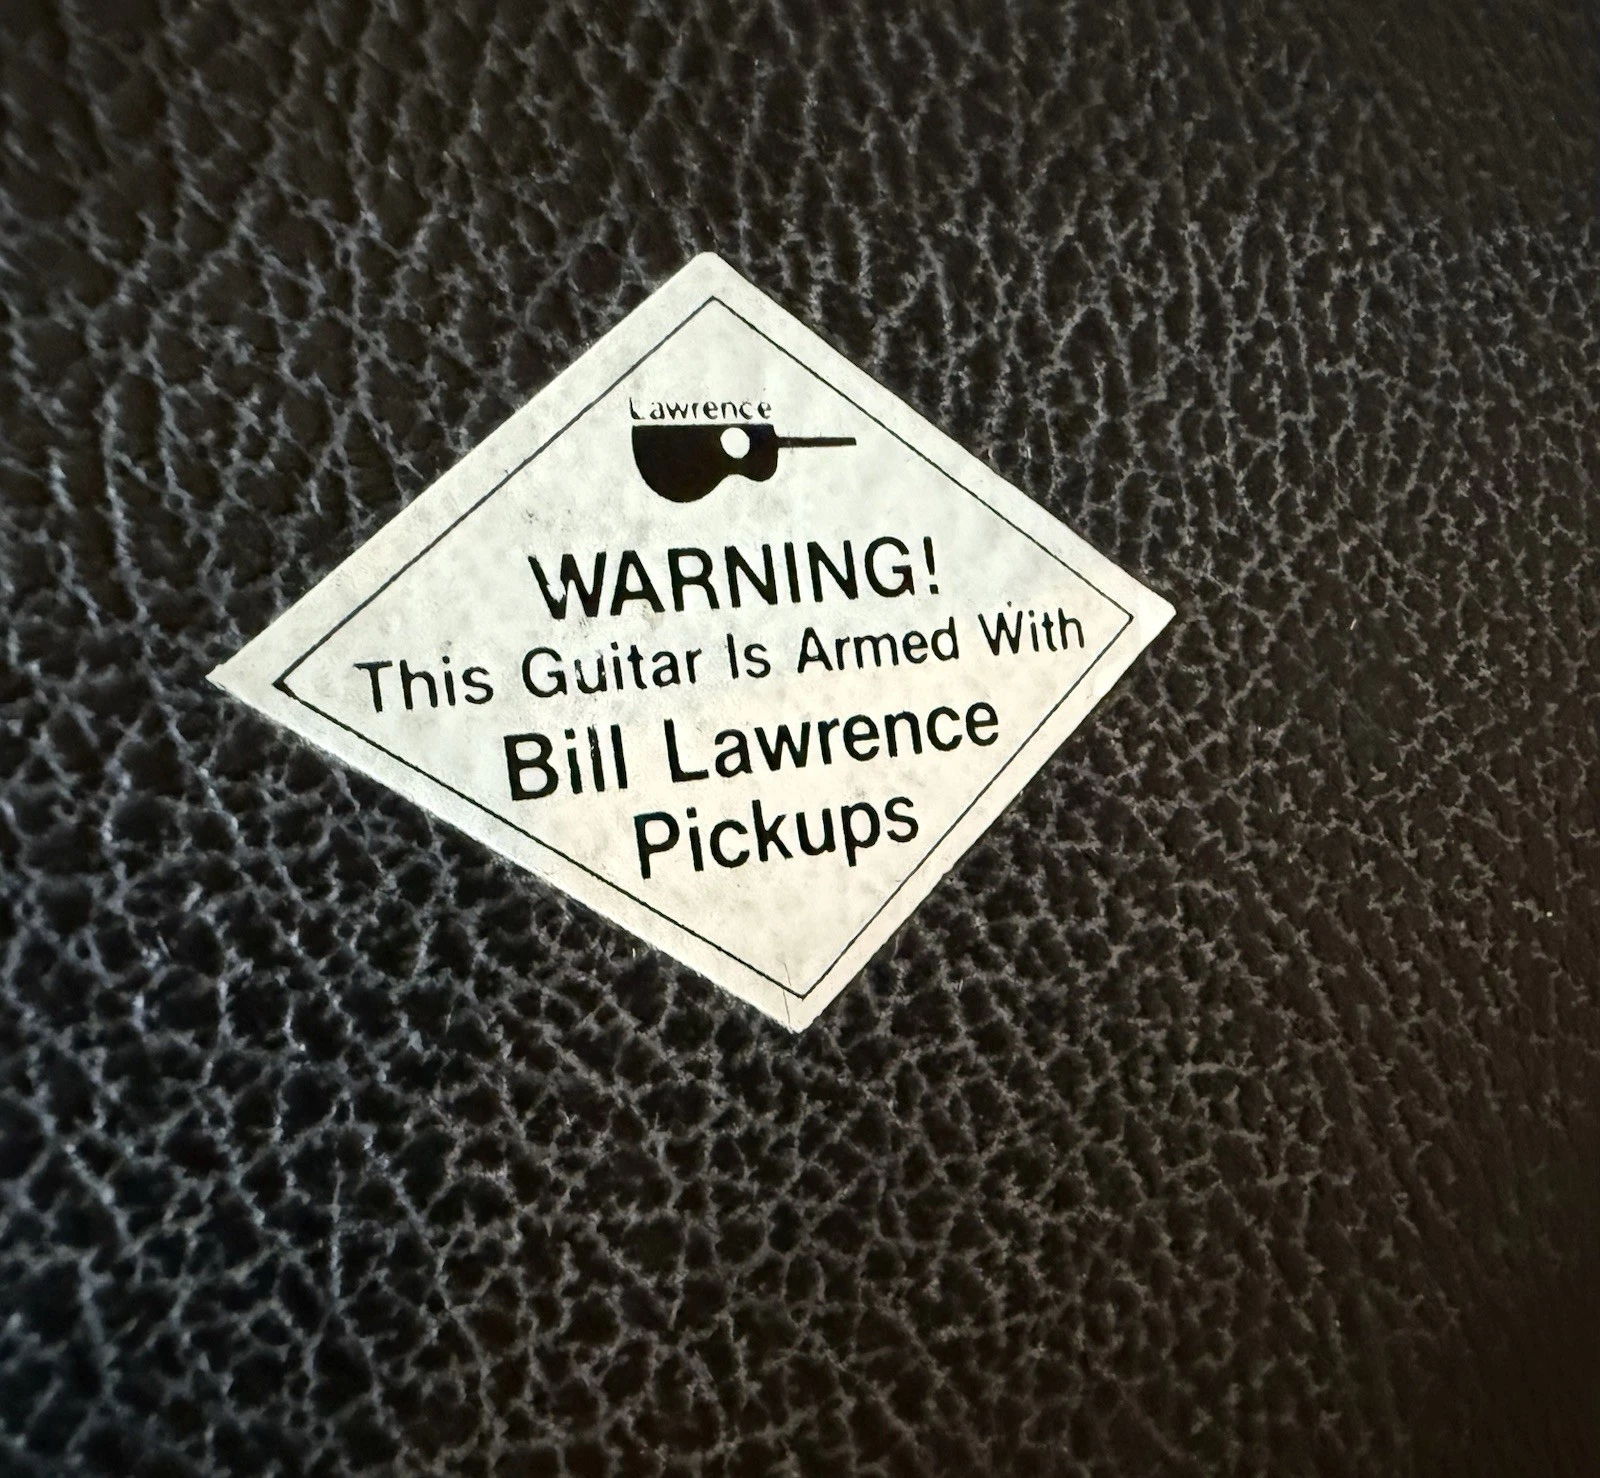 Lawrence
WARNING!
This Guitar Is Armed With
Bill Lawrence
Pickups